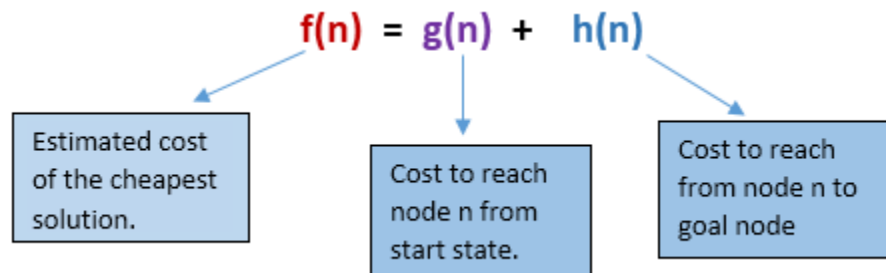 f(n) = g(n) + h(n)
Estimated cost
of the cheapest
solution.
Cost to reach
node n from
start state.
Cost to reach
from node n to
goal node